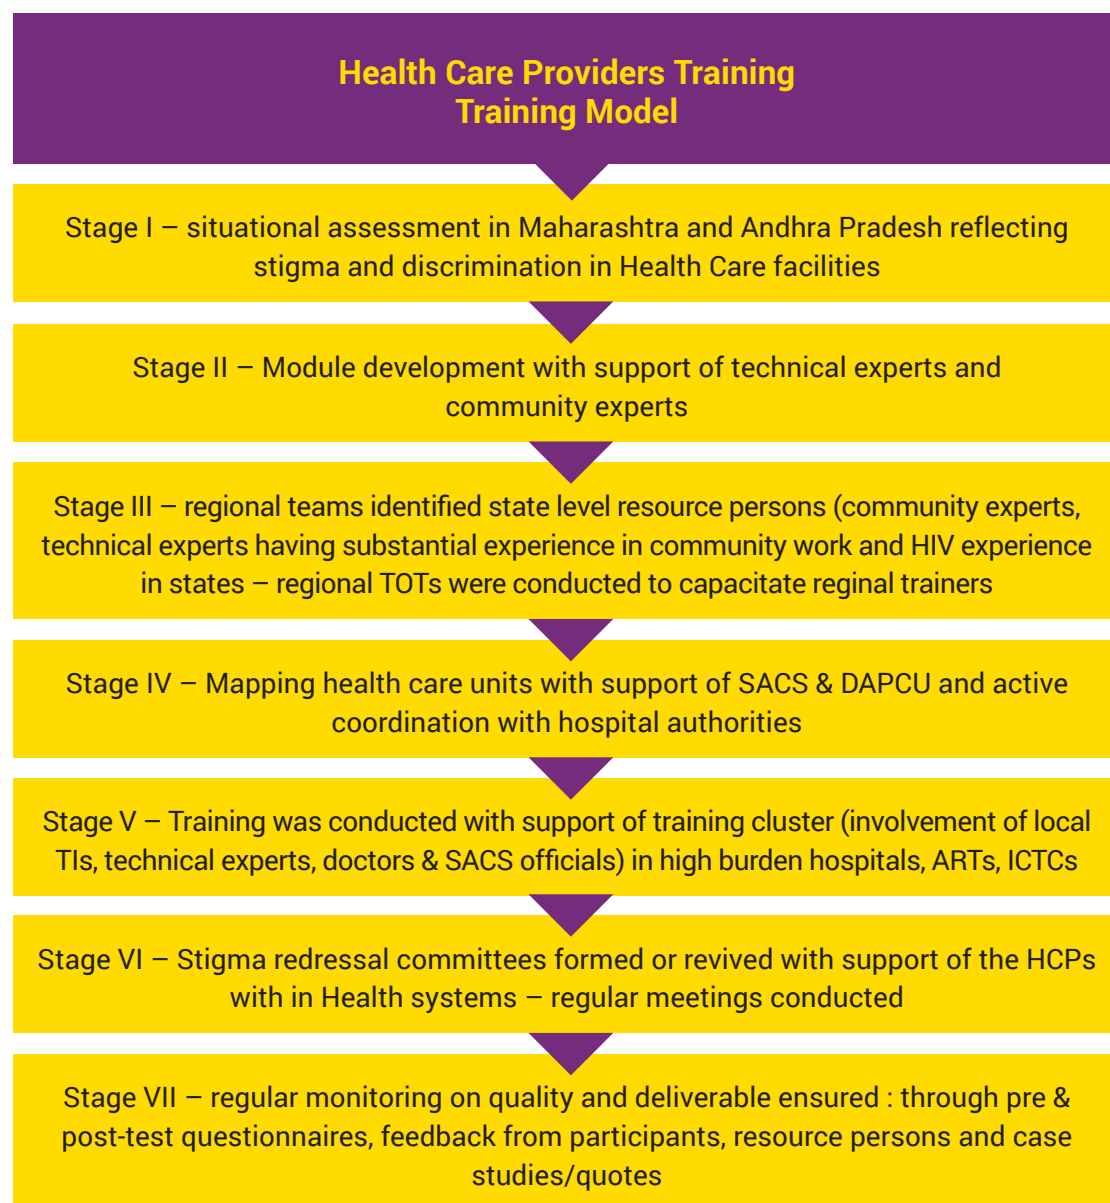 Health Care Providers Training
Training Model
Stage I – situational assessment in Maharashtra and Andhra Pradesh reflecting
stigma and discrimination in Health Care facilities
Stage II – Module development with support of technical experts and
community experts
Stage III – regional teams identified state level resource persons (community experts,
technical experts having substantial experience in community work and HIV experience
in states – regional TOTs were conducted to capacitate reginal trainers
Stage IV – Mapping health care units with support of SACS & DAPCU and active
coordination with hospital authorities
Stage V – Training was conducted with support of training cluster (involvement of local
TIs, technical experts, doctors & SACS officials) in high burden hospitals, ARTs, ICTCs
Stage VI – Stigma redressal committees formed or revived with support of the HCPs
with in Health systems – regular meetings conducted
Stage VII – regular monitoring on quality and deliverable ensured : through pre &
post-test questionnaires, feedback from participants, resource persons and case
studies/quotes